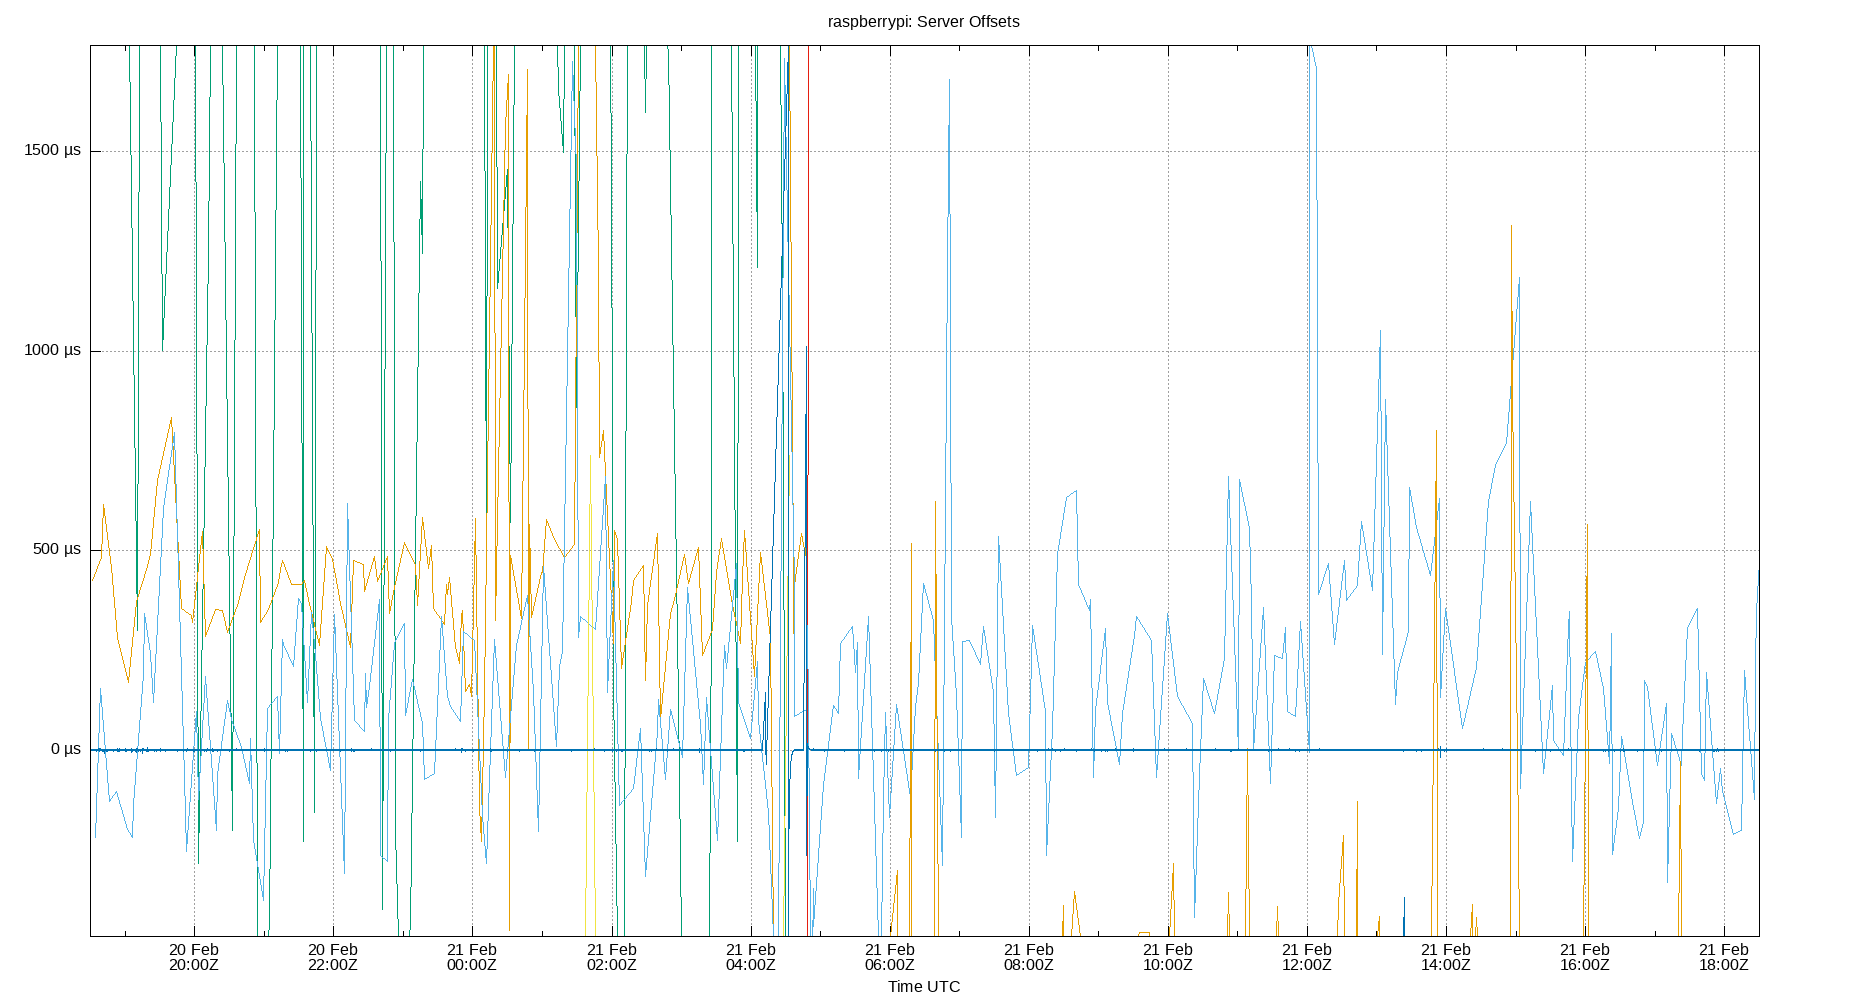 raspberrypi: Server Offsets
1500 µs
1000 µs
500 µs
0 µs
20 Feb 20 Feb 21 Feb 21 Feb 21 Feb 21 Feb 21 Feb 21 Feb 21 Feb 21 Feb 21 Feb 21 Feb
20:00Z 22:00Z 00:00Z 02:00Z 04:00Z 06:00Z 08:00Z 10:00Z 12:00Z 14:00Z 16:00Z 18:00Z
Time UTC